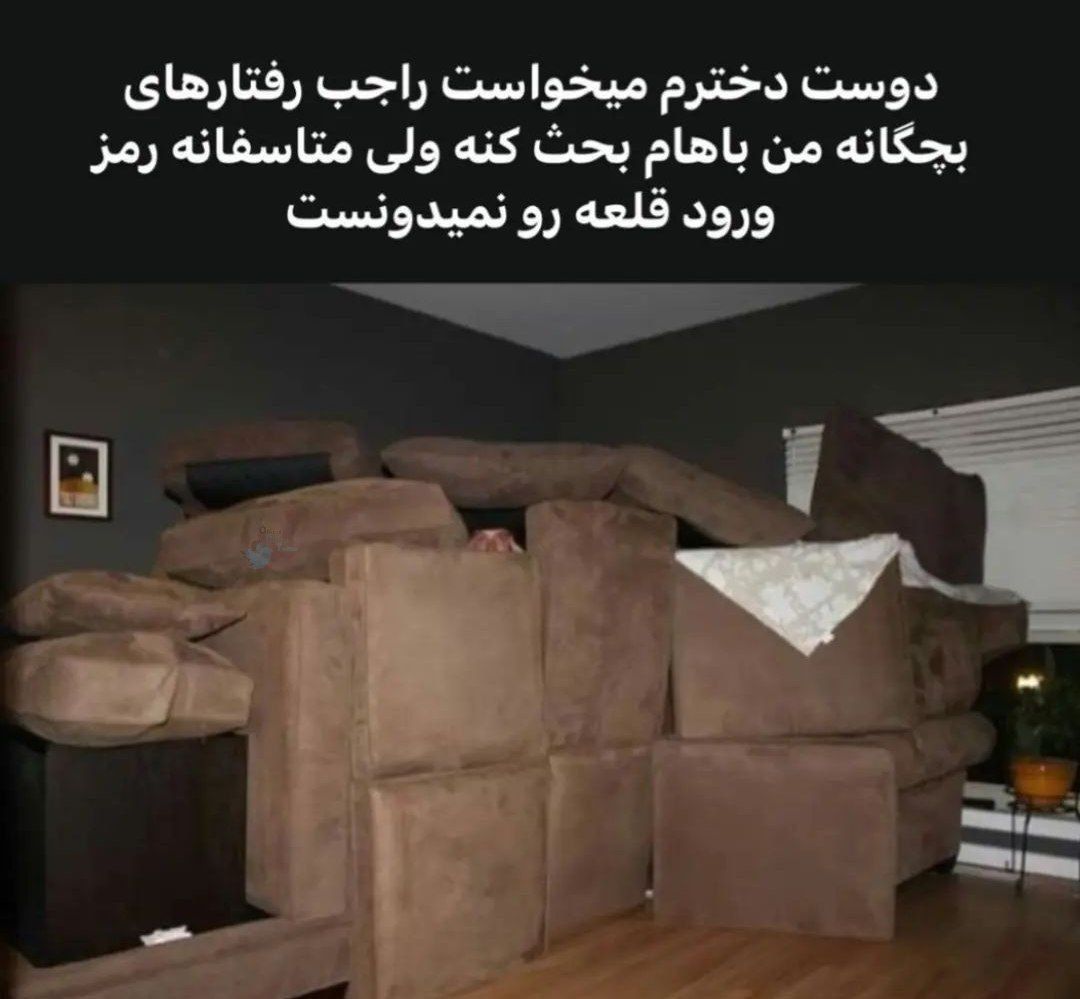 دوست دخترم میخواست راجب رفتارهای
بچگانه من باهام بحث کنه ولی متاسفانه رمز
ورود قلعه رو نمیدونست